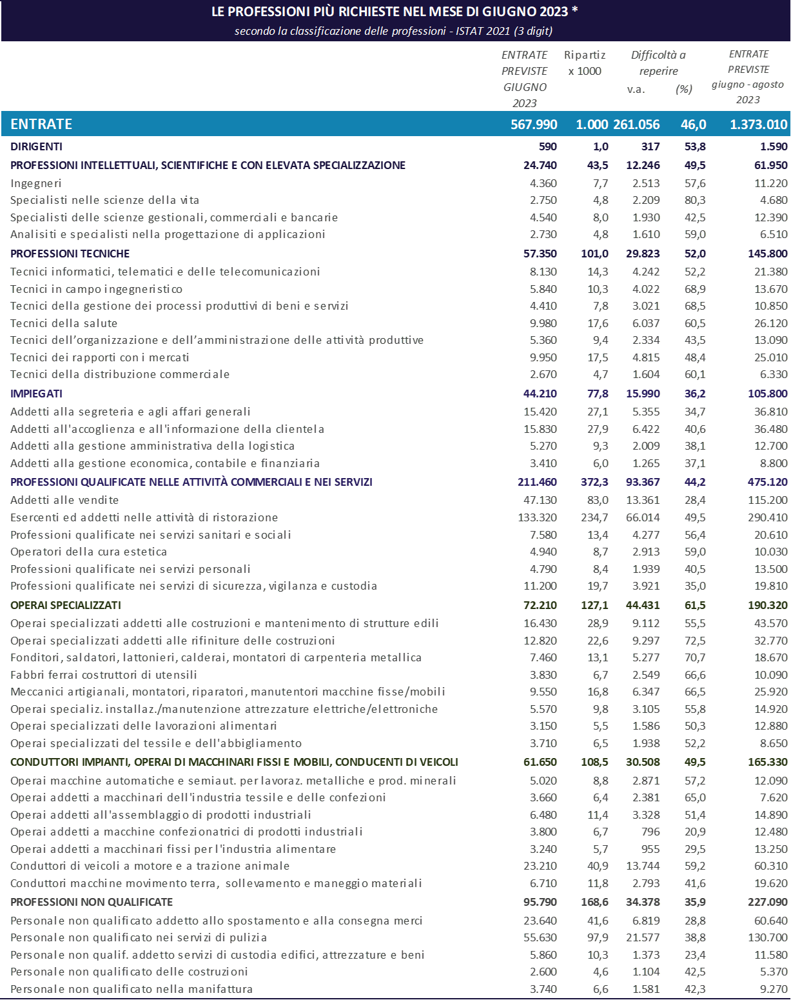 LE PROFESSIONI PIÙ RICHIESTE NEL MESE DI GIUGNO 2023 *
secondo la classificazione delle professioni - ISTAT 2021 (3 digit)
ENTRATE PREVISTE GIUGNO 2023 Ripartiz x 1000 Difficoltà a reperire v.a. (%) ENTRATE PREVISTE giugno - agosto 2023
ENTRATE 567.990 1.000 261.056 46,0 1.373.010
DIRIGENTI 590 1,0 317 53,8 1.590
PROFESSIONI INTELLETTUALI, SCIENTIFICHE E CON ELEVATA SPECIALIZZAZIONE 24.740 43,5 12.246 49,5 61.950
Ingegneri 4.360 7,7 2.513 57,6 11.220
Specialisti nelle scienze della vita 2.750 4,8 2.209 80,3 4.680
Specialisti delle scienze gestionali, commerciali e bancarie 4.540 8,0 1.930 42,5 12.390
Analisiti e specialisti nella progettazione di applicazioni 2.730 4,8 1.610 59,0 6.510
PROFESSIONI TECNICHE 57.350 101,0 29.823 52,0 145.800
Tecnici informatici, telematici e delle telecomunicazioni 8.130 14,3 4.242 52,2 21.380
Tecnici in campo ingegneristico 5.840 10,3 4.022 68,9 13.670
Tecnici della gestione dei processi produttivi di beni e servizi 4.410 7,8 3.021 68,5 10.850
Tecnici della salute 9.980 17,6 6.037 60,5 26.120
Tecnici dell’organizzazione e dell’amministrazione delle attività produttive 5.360 9,4 2.334 43,5 13.090
Tecnici dei rapporti con i mercati 9.950 17,5 4.815 48,4 25.010
Tecnici della distribuzione commerciale 2.670 4,7 1.604 60,1 6.330
IMPIEGATI 44.210 77,8 15.990 36,2 105.800
Addetti alla segreteria e agli affari generali 15.420 27,1 5.355 34,7 36.810
Addetti all'accoglienza e all'informazione della clientela 15.830 27,9 6.422 40,6 36.480
Addetti alla gestione amministrativa della logistica 5.270 9,3 2.009 38,1 12.700
Addetti alla gestione economica, contabile e finanziaria 3.410 6,0 1.265 37,1 8.800
PROFESSIONI QUALIFICATE NELLE ATTIVITÀ COMMERCIALI E NEI SERVIZI 211.460 372,3 93.367 44,2 475.120
Addetti alle vendite 47.130 83,0 13.361 28,4 115.200
Esercenti ed addetti nelle attività di ristorazione 133.320 234,7 66.014 49,5 290.410
Professioni qualificate nei servizi sanitari e sociali 7.580 13,4 4.277 56,4 20.610
Operatori della cura estetica 4.940 8,7 2.913 59,0 10.030
Professioni qualificate nei servizi personali 4.790 8,4 1.939 40,5 13.500
Professioni qualificate nei servizi di sicurezza, vigilanza e custodia 11.200 19,7 3.921 35,0 19.810
OPERAI SPECIALIZZATI 72.210 127,1 44.431 61,5 190.320
Operai specializzati addetti alle costruzioni e mantenimento di strutture edili 16.430 28,9 9.112 55,5 43.570
Operai specializzati addetti alle rifiniture delle costruzioni 12.820 22,6 9.297 72,5 32.770
Fonditori, saldatori, lattonieri, calderai, montatori di carpenteria metallica 7.460 13,1 5.277 70,7 18.670
Fabbri ferrai costruttori di utensili 3.830 6,7 2.549 66,6 10.090
Meccanici artigianali, montatori, riparatori, manutentori macchine fisse/mobili 9.550 16,8 6.347 66,5 25.920
Operai specializ. installaz./manutenzione attrezzature elettriche/elettroniche 5.570 9,8 3.105 55,8 14.920
Operai specializzati delle lavorazioni alimentari 3.150 5,5 1.586 50,3 12.880
Operai specializzati del tessile e dell'abbigliamento 3.710 6,5 1.938 52,2 8.650
CONDUTTORI IMPIANTI, OPERAI DI MACCHINARI FISSI E MOBILI, CONDUCENTI DI VEICOLI 61.650 108,5 30.508 49,5 165.330
Operai macchine automatiche e semiaut. per lavoraz. metalliche e prod. minerali 5.020 8,8 2.871 57,2 12.090
Operai addetti a macchinari dell'industria tessile e delle confezioni 3.660 6,4 2.381 65,0 7.620
Operai addetti all'assemblaggio di prodotti industriali 6.480 11,4 3.328 51,4 14.890
Operai addetti a macchine confezionatrici di prodotti industriali 3.800 6,7 796 20,9 12.480
Operai addetti a macchinari fissi per l'industria alimentare 3.240 5,7 955 29,5 13.250
Conduttori di veicoli a motore e a trazione animale 23.210 40,9 13.744 59,2 60.310
Conduttori macchine movimento terra, sollevamento e maneggio materiali 6.710 11,8 2.793 41,6 19.620
PROFESSIONI NON QUALIFICATE 95.790 168,6 34.378 35,9 227.090
Personale non qualificato addetto allo spostamento e alla consegna merci 23.640 41,6 6.819 28,8 60.640
Personale non qualificato nei servizi di pulizia 55.630 97,9 21.577 38,8 130.700
Personale non qualif. addetto servizi di custodia edifici, attrezzature e beni 5.860 10,3 1.373 23,4 11.580
Personale non qualificato delle costruzioni 2.600 4,6 1.104 42,5 5.370
Personale non qualificato nella manifattura 3.740 6,6 1.581 42,3 9.270